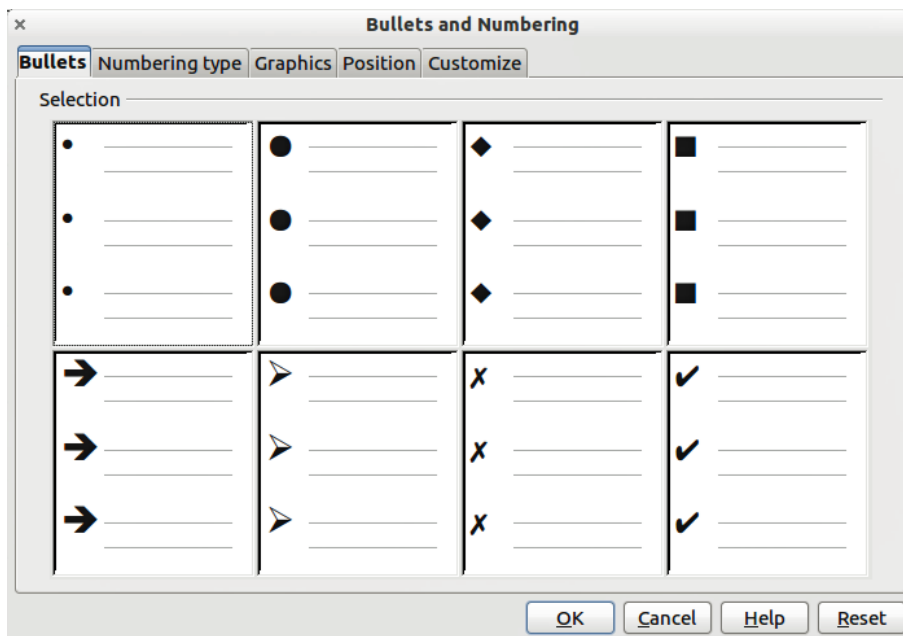 Bullets and Numbering
Bullets Numbering type Graphics Position Customize
Selection
OK Cancel Help Reset